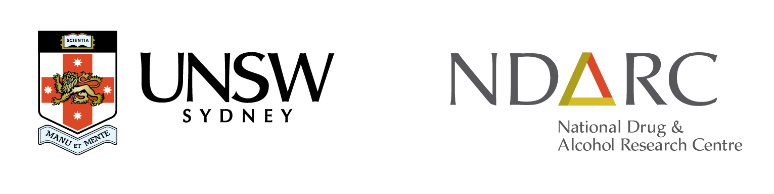 SCIENTIA
MANU ET MENTE
UNSW
SYDNEY
NDARC
National Drug &
Alcohol Research Centre